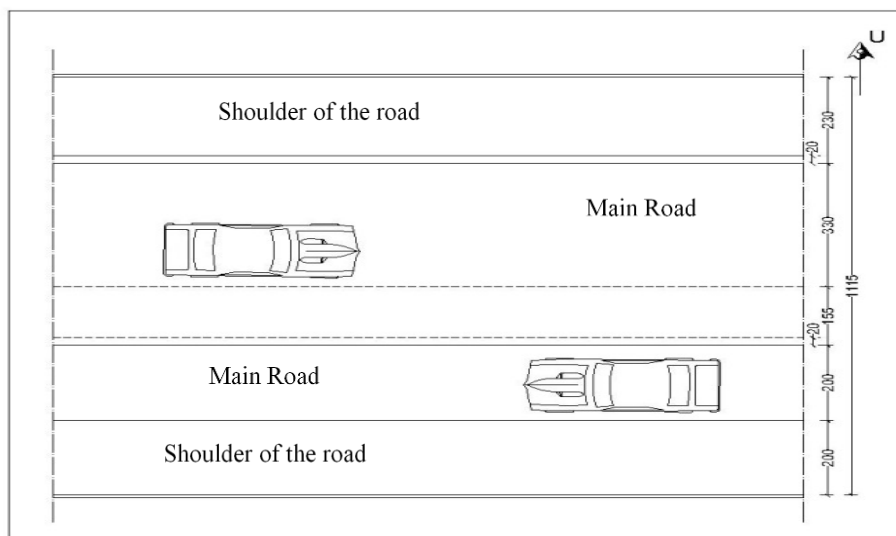 U
Shoulder of the road
230
20
Main Road
330
1115
155
20
Main Road
200
Shoulder of the road
200